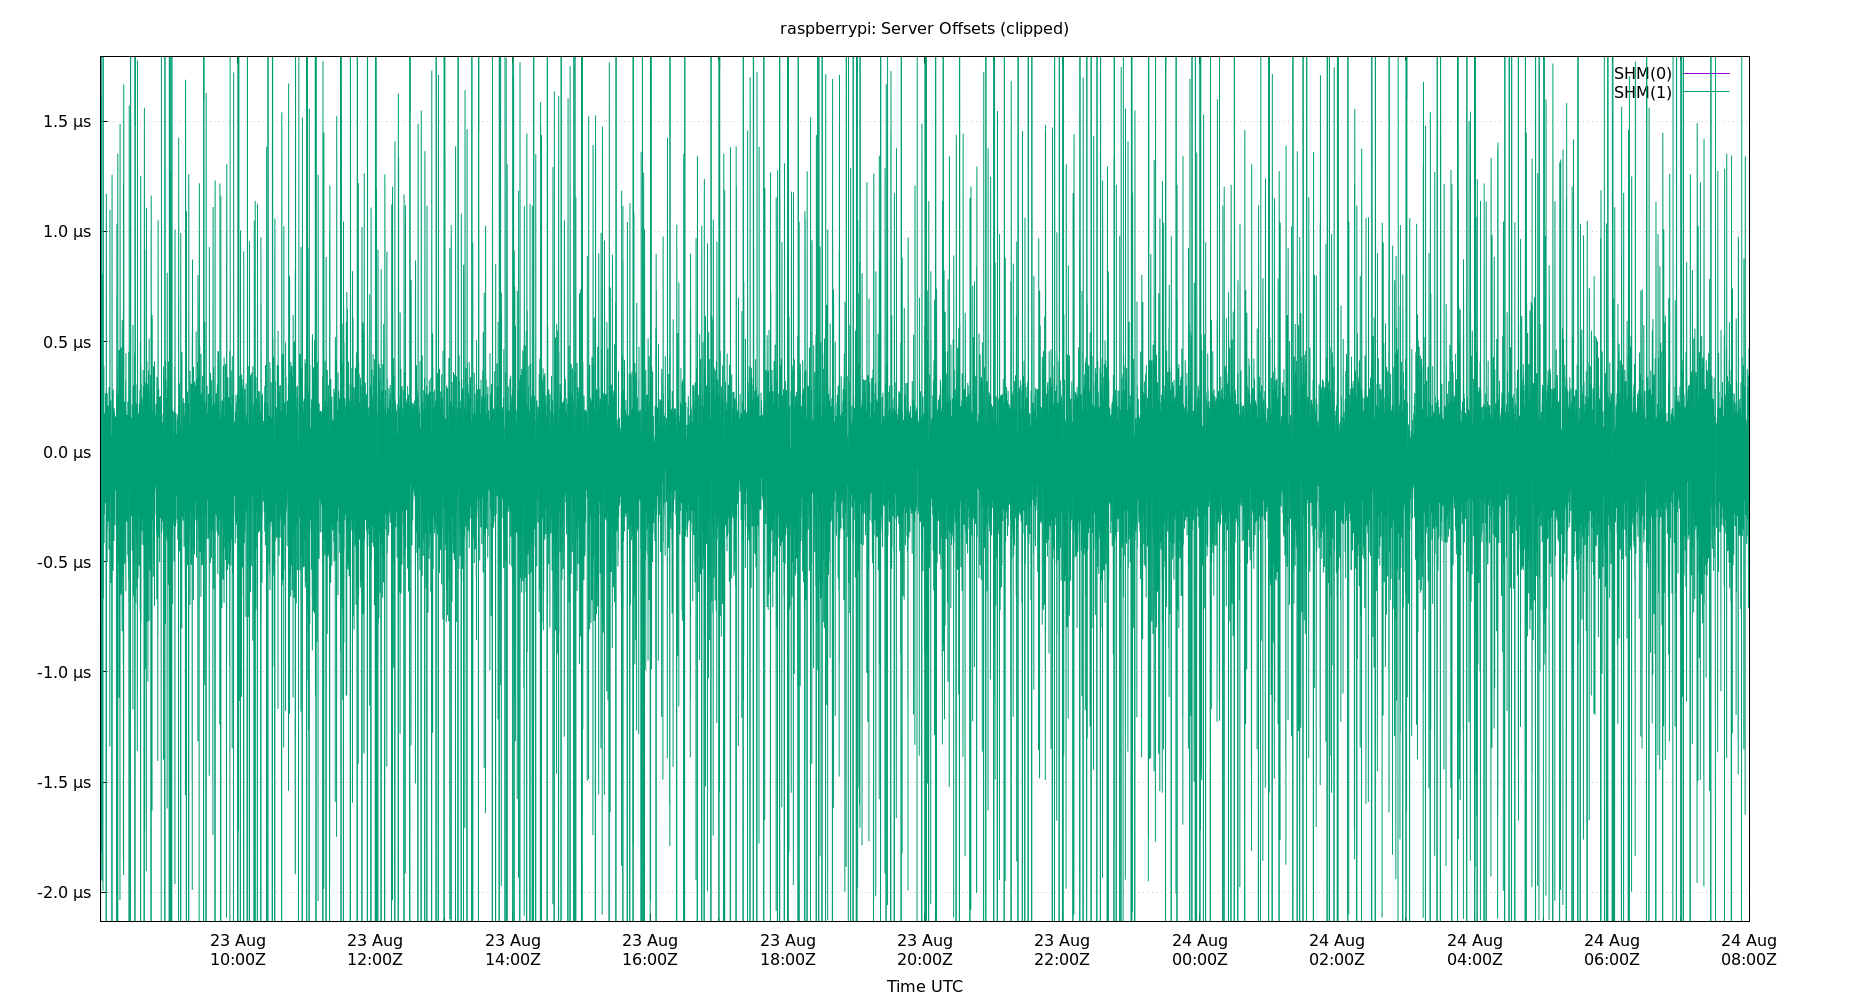 raspberrypi: Server Offsets (clipped)
SHM(0)
SHM(1)
1.5 µs
1.0 µs
0.5 µs
0.0 µs
-0.5 µs
-1.0 µs
-1.5 µs
-2.0 µs
23 Aug 23 Aug 23 Aug 23 Aug 23 Aug 23 Aug 23 Aug 24 Aug 24 Aug 24 Aug 24 Aug 24 Aug
10:00Z 12:00Z 14:00Z 16:00Z 18:00Z 20:00Z 22:00Z 00:00Z 02:00Z 04:00Z 06:00Z 08:00Z
Time UTC